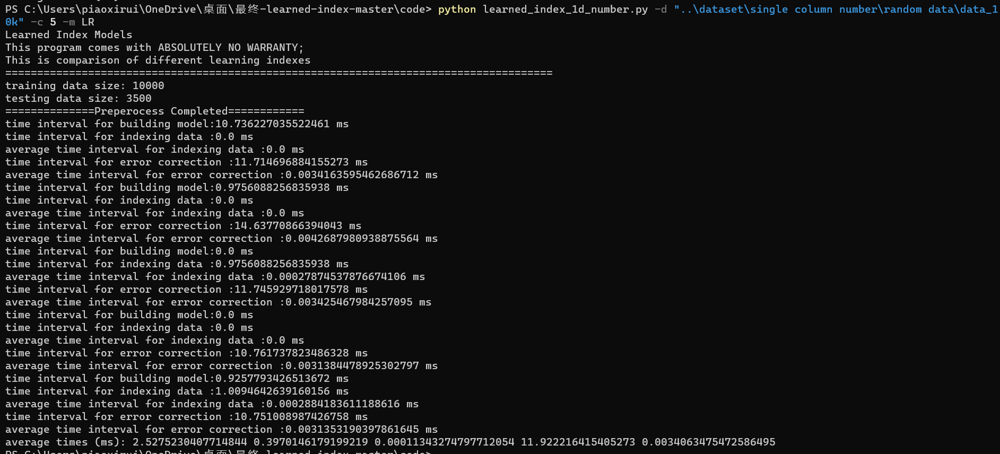 PS C:\Users\piaoxirui\OneDrive\桌面\最终-learned-index-master\code> python learned_index_1d_number.py -d "..\dataset\single column number\random data\data_1
0k" -c 5 -m LR
Learned Index Models
This program comes with ABSOLUTELY NO WARRANTY;
This is comparison of different learning indexes
======================================================================================
training data size: 10000
testing data size: 3500
==============Preperocess Completed============
time interval for building model:10.736227035522461 ms
time interval for indexing data :0.0 ms
average time interval for indexing data :0.0 ms
time interval for error correction :11.714696884155273 ms
average time interval for error correction :0.0034163595462686712 ms
time interval for building model:0.9756088256835938 ms
time interval for indexing data :0.0 ms
average time interval for indexing data :0.0 ms
time interval for error correction :14.63770866394043 ms
average time interval for error correction :0.0042687980938875564 ms
time interval for building model:0.0 ms
time interval for indexing data :0.9756088256835938 ms
average time interval for indexing data :0.00027874537876674106 ms
time interval for error correction :11.745929718017578 ms
average time interval for error correction :0.003425467984257095 ms
time interval for building model:0.0 ms
time interval for indexing data :0.0 ms
average time interval for indexing data :0.0 ms
time interval for error correction :10.761737823486328 ms
average time interval for error correction :0.0031384478925302797 ms
time interval for building model:0.9257793426513672 ms
time interval for indexing data :1.0094642639160156 ms
average time interval for indexing data :0.0002884183611188616 ms
time interval for error correction :10.751008987426758 ms
average time interval for error correction :0.0031353190397861645 ms
average times (ms): 2.5275230407714844 0.3970146179199219 0.00011343274797712054 11.922216415405273 0.0034063475472586495
PS C:\Users\piaoxirui\OneDrive\桌面\最终-learned-index-master\code>